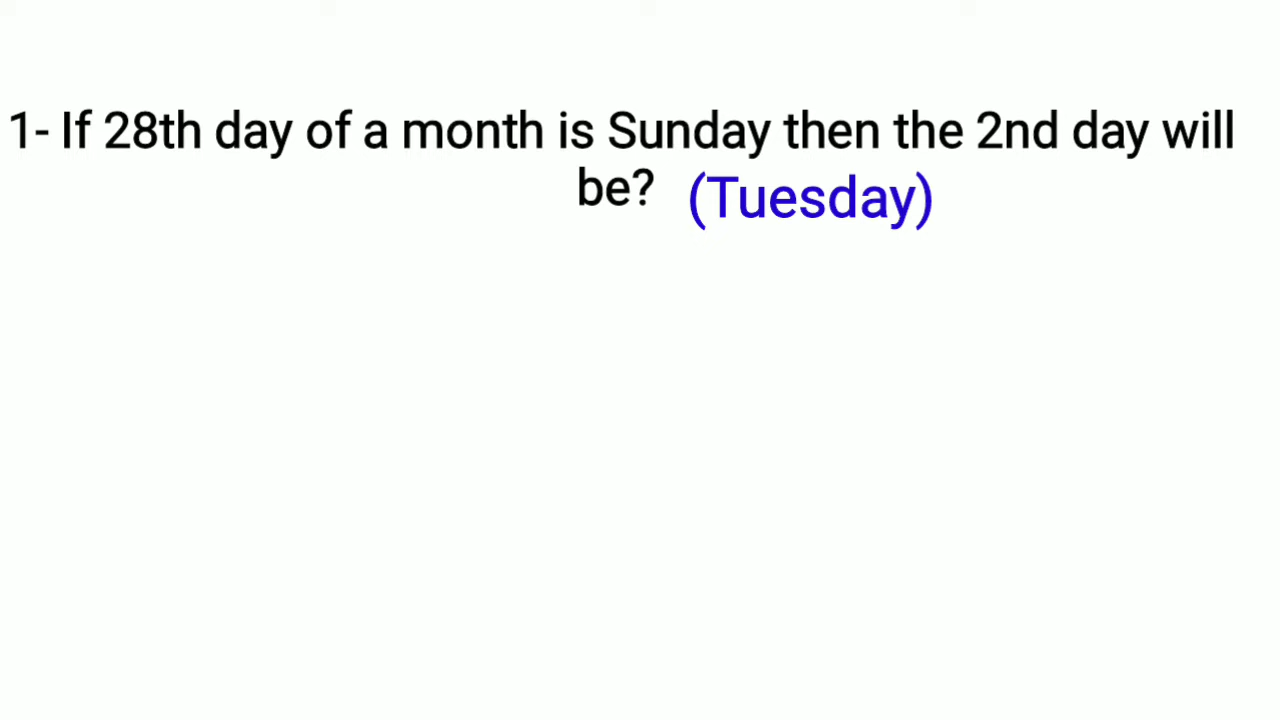 1- If 28th day of a month is Sunday then the 2nd day will
be? (Tuesday)